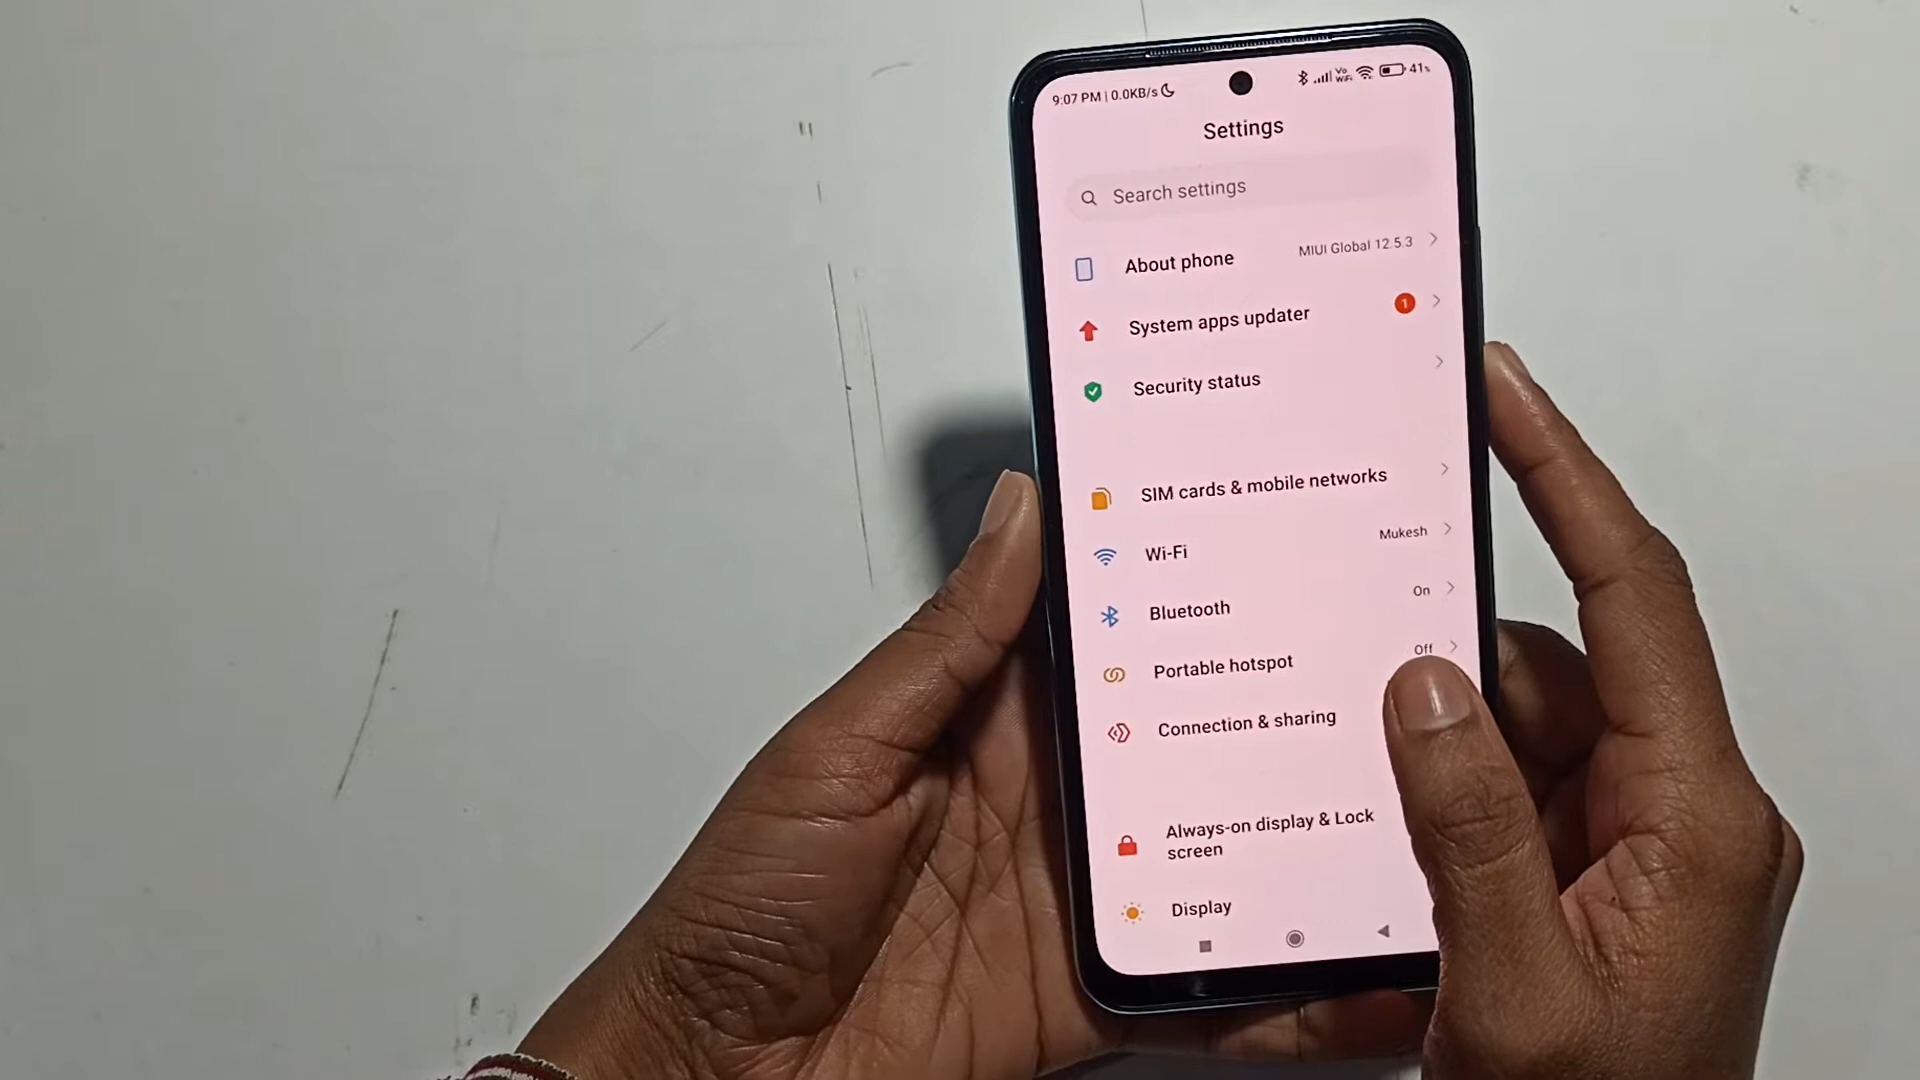 9:07 PM | 0.0KB/s Vo WiFi 41%
Settings
Search settings
About phone MIUI Global 12.5.3
System apps updater 1
Security status
SIM cards & mobile networks
Wi-Fi Mukesh
Bluetooth On
Portable hotspot Off
Connection & sharing
Always-on display & Lock
screen
Display